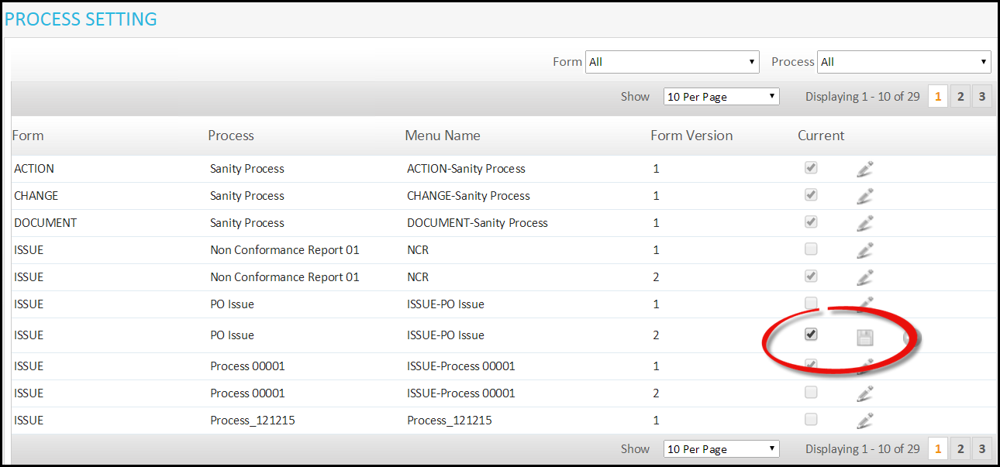 PROCESS SETTING
Form All Process All
Show 10 Per Page Displaying 1 - 10 of 29 1 2 3
Form Process Menu Name Form Version Current
ACTION Sanity Process ACTION-Sanity Process 1
CHANGE Sanity Process CHANGE-Sanity Process 1
DOCUMENT Sanity Process DOCUMENT-Sanity Process 1
ISSUE Non Conformance Report 01 NCR 1
ISSUE Non Conformance Report 01 NCR 2
ISSUE PO Issue ISSUE-PO Issue 1
ISSUE PO Issue ISSUE-PO Issue 2
ISSUE Process 00001 ISSUE-Process 00001 1
ISSUE Process 00001 ISSUE-Process 00001 2
ISSUE Process_121215 Process_121215 1
Show 10 Per Page Displaying 1 - 10 of 29 1 2 3